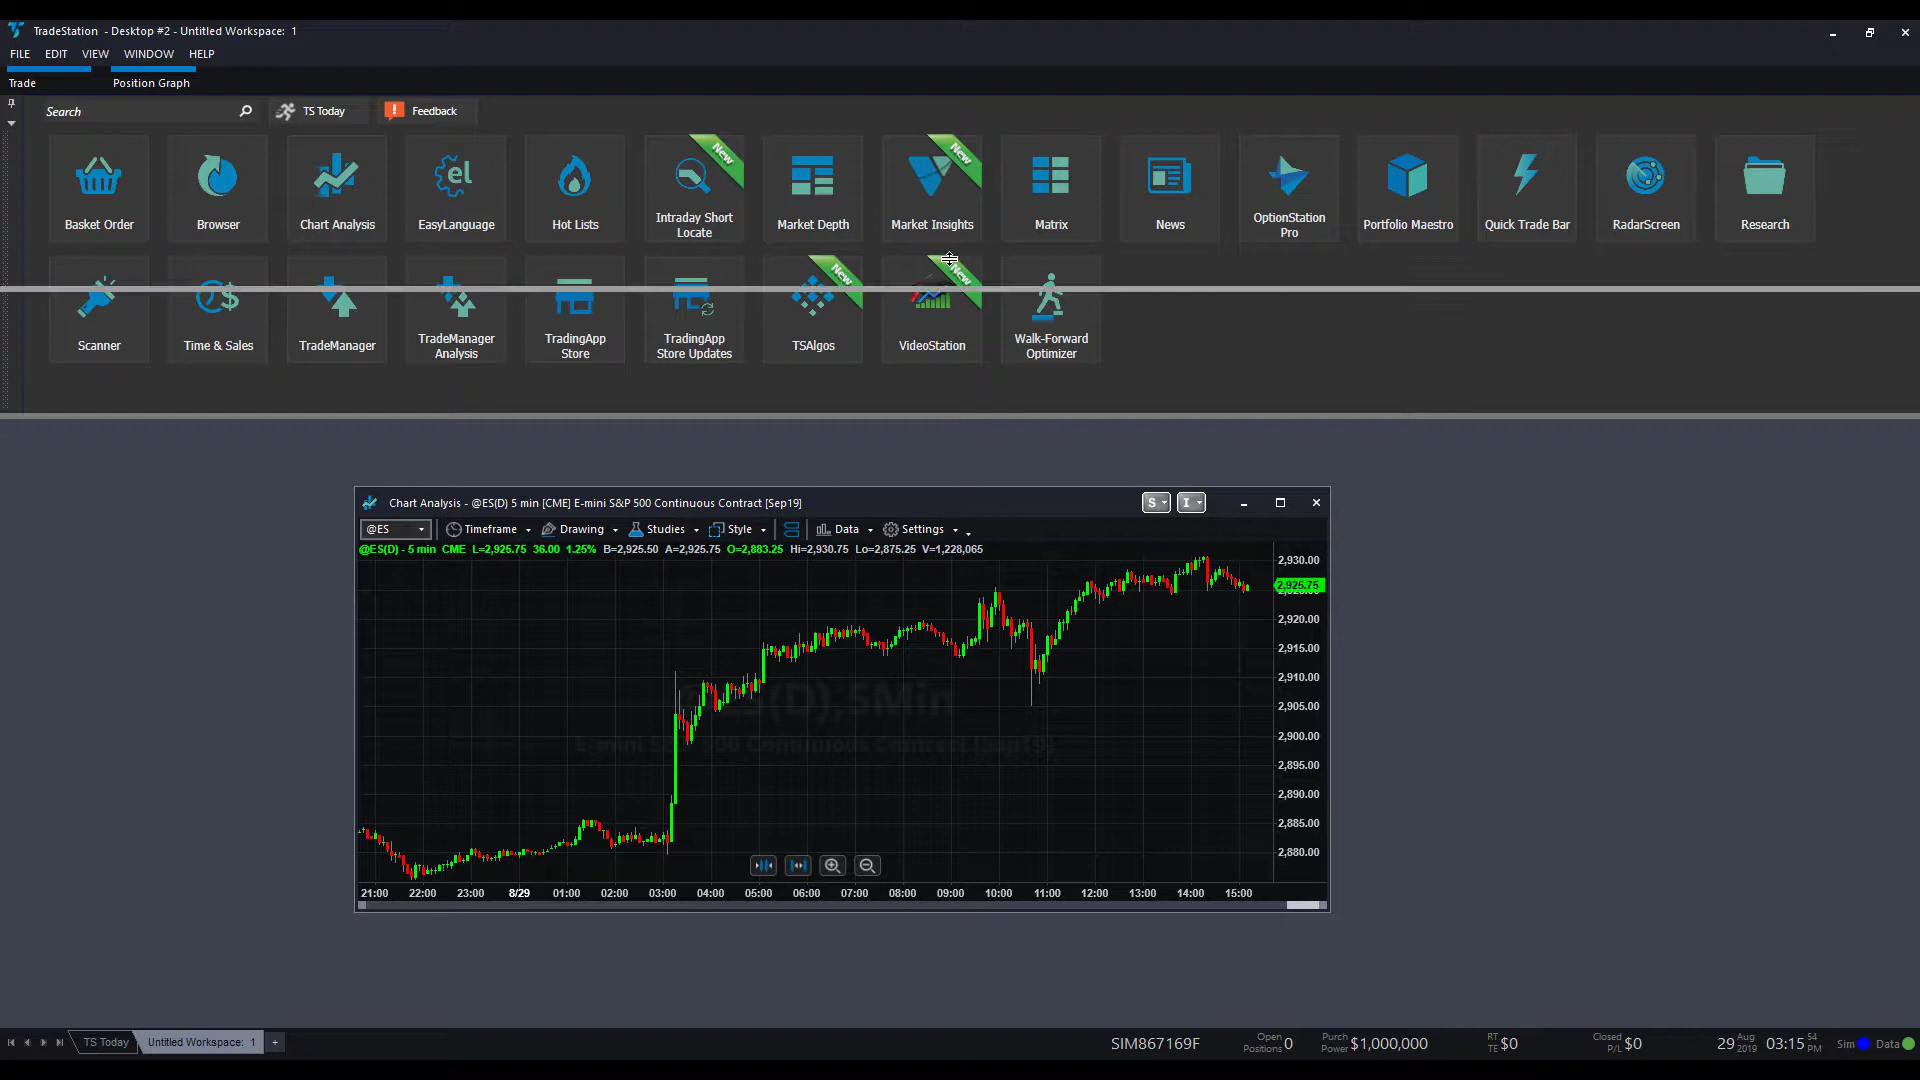 TradeStation - Desktop #2 - Untitled Workspace: 1
FILE EDIT VIEW WINDOW HELP
Trade Position Graph
Search TS Today Feedback
New New
Basket Order Browser Chart Analysis EasyLanguage Hot Lists Intraday Short Locate Market Depth Market Insights Matrix News OptionStation Pro Portfolio Maestro Quick Trade Bar RadarScreen Research
New New
Scanner Time & Sales TradeManager TradeManager Analysis TradingApp Store TradingApp Store Updates TSAlgos VideoStation Walk-Forward Optimizer
Chart Analysis - @ES(D) 5 min [CME] E-mini S&P 500 Continuous Contract [Sep19] S I
@ES Timeframe Drawing Studies Style Data Settings
@ES(D) - 5 min CME L=2,925.75 36.00 1.25% B=2,925.50 A=2,925.75 O=2,883.25 Hi=2,930.75 Lo=2,875.25 V=1,228,065
2,930.00
2,925.75
2,920.00
2,915.00
2,910.00
2,905.00
2,900.00
2,895.00
2,890.00
2,885.00
2,880.00
@ES(D),5Min
E-mini S&P 500 Continuous Contract [Sep19]
21:00 22:00 23:00 8/29 01:00 02:00 03:00 04:00 05:00 06:00 07:00 08:00 09:00 10:00 11:00 12:00 13:00 14:00 15:00
TS Today Untitled Workspace: 1 + SIM867169F Open Positions 0 Purch Power $1,000,000 RT TE $0 Closed P/L $0 29 Aug 2019 03:15 54 PM Sim Data